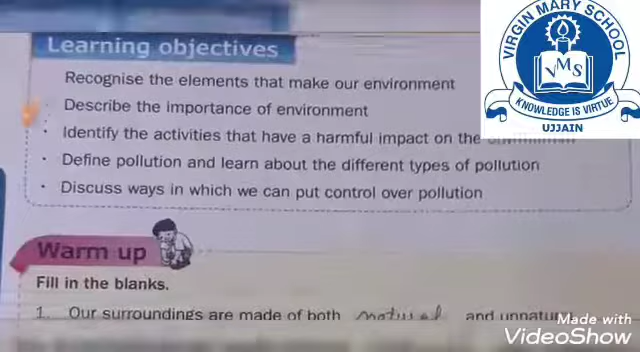 Learning objectives
Recognise the elements that make our environment
Describe the importance of environment
• Identify the activities that have a harmful impact on the
• Define pollution and learn about the different types of pollution
• Discuss ways in which we can put control over pollution
Warm up
Fill in the blanks.
1. Our surroundings are made of both natural and unnatural
VIRGIN MARY SCHOOL
VMS
KNOWLEDGE IS VIRTUE
UJJAIN
Made with
VideoShow